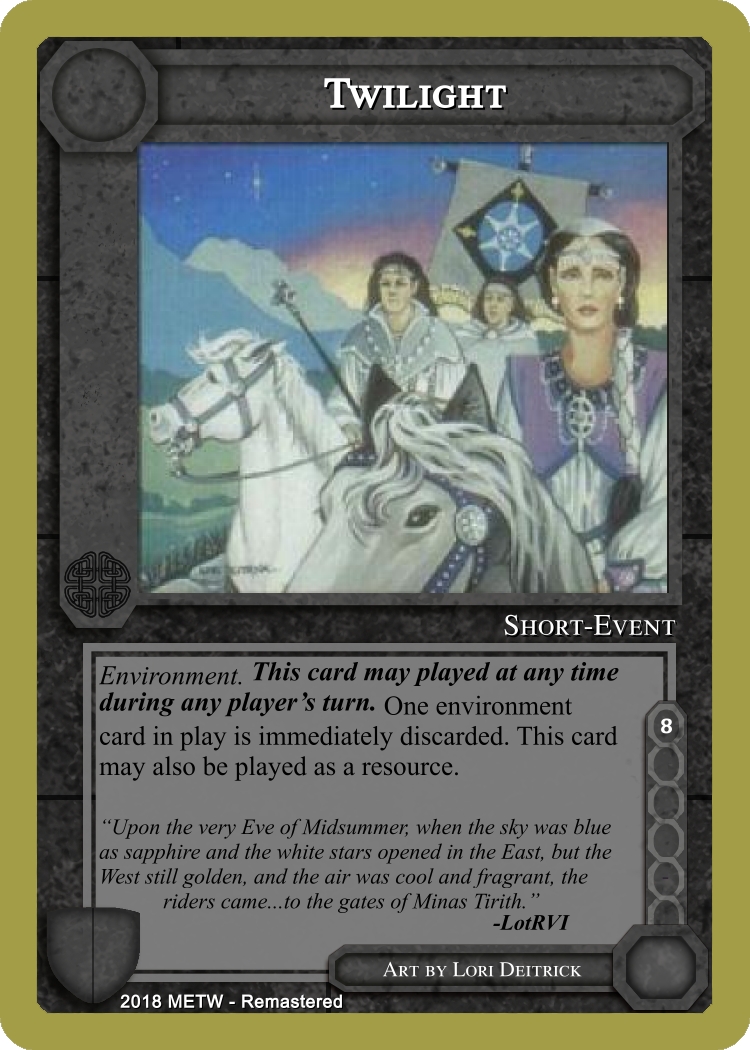 Twilight
Short-Event
Environment. This card may played at any time
during any player's turn. One environment
card in play is immediately discarded. This card
may also be played as a resource.
8
“Upon the very Eve of Midsummer, when the sky was blue
as sapphire and the white stars opened in the East, but the
West still golden, and the air was cool and fragrant, the
riders came...to the gates of Minas Tirith.”
-LotRVI
Art by Lori Deitrick
2018 METW - Remastered